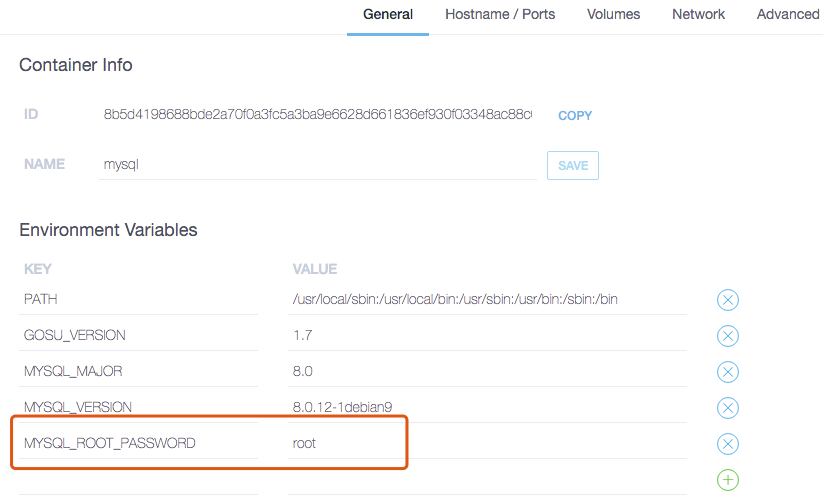 General Hostname / Ports Volumes Network Advanced
Container Info
ID 8b5d4198688bde2a70f0a3fc5a3ba9e6628d661836ef930f03348ac88c COPY
NAME mysql SAVE
Environment Variables
KEY VALUE
PATH /usr/local/sbin:/usr/local/bin:/usr/sbin:/usr/bin:/sbin:/bin
GOSU_VERSION 1.7
MYSQL_MAJOR 8.0
MYSQL_VERSION 8.0.12-1debian9
MYSQL_ROOT_PASSWORD root